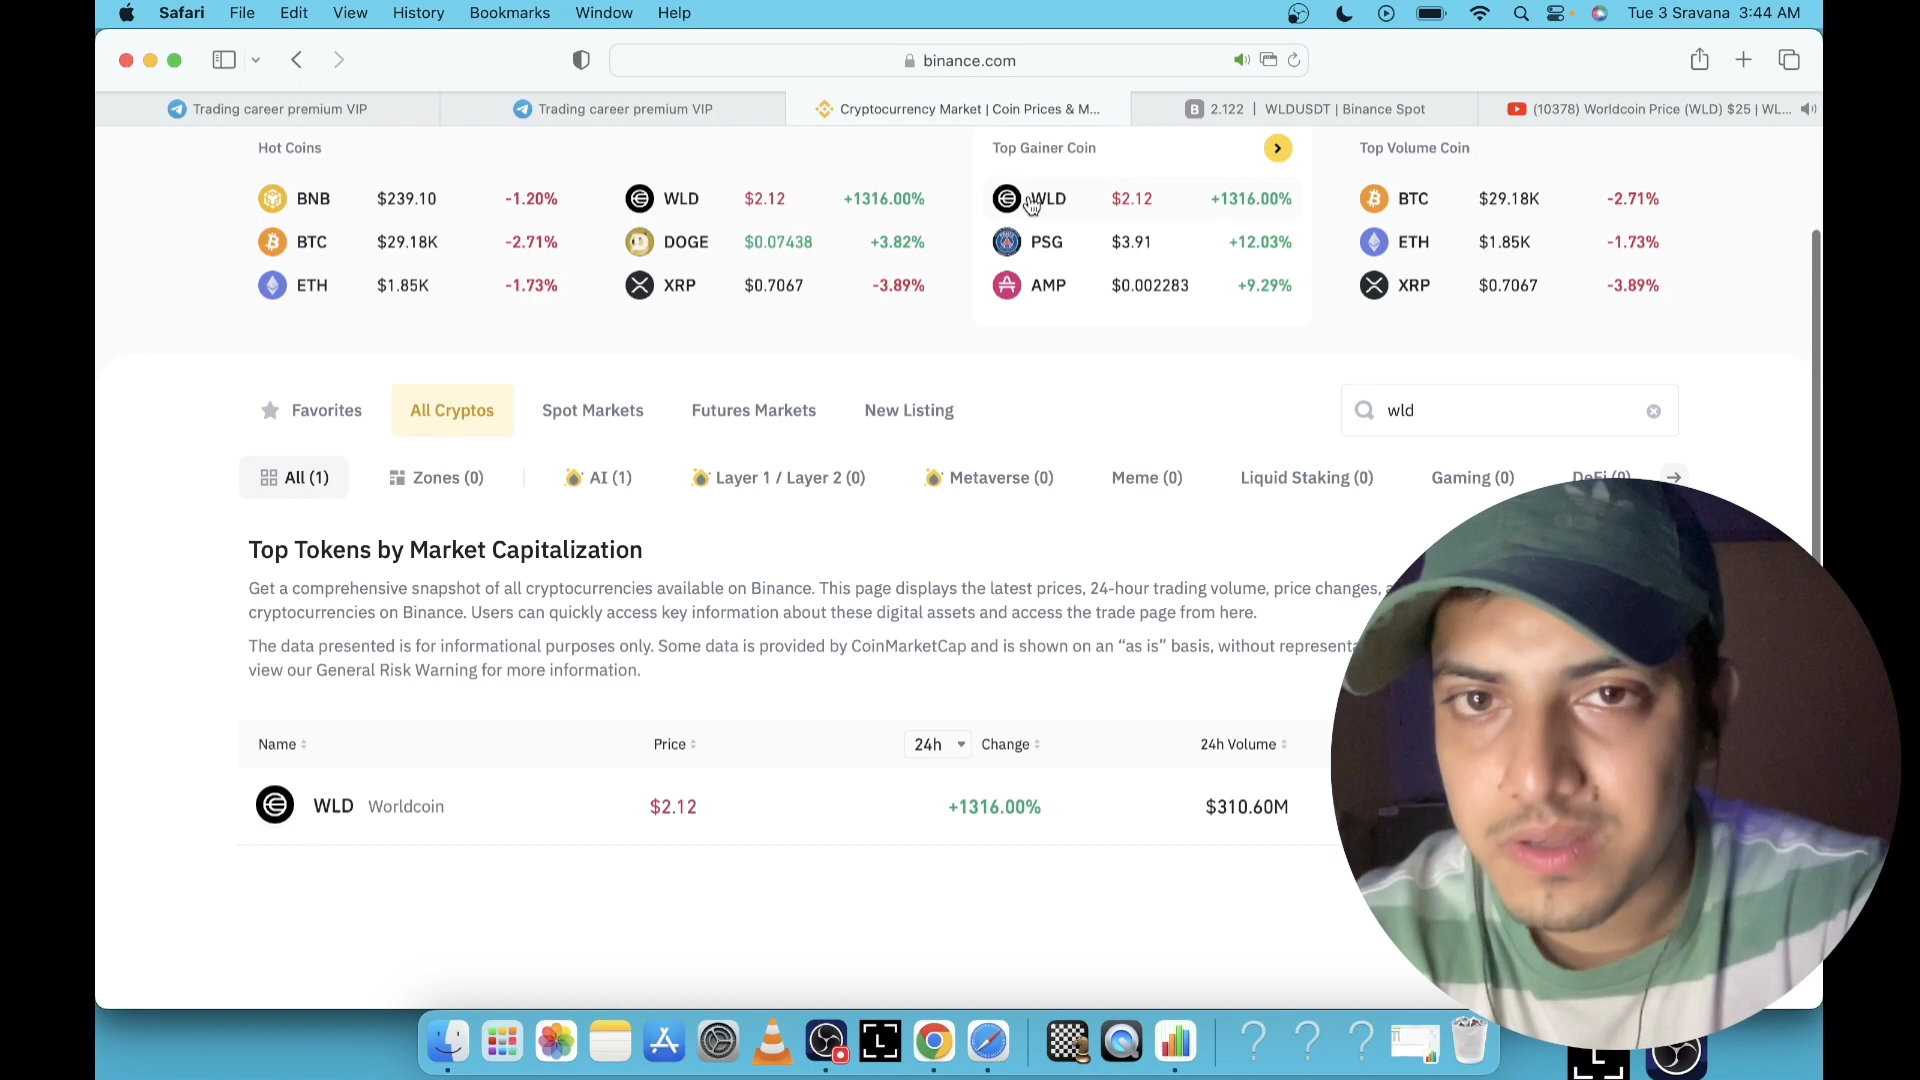 Safari File Edit View History Bookmarks Window Help Tue 3 Sravana 3:44 AM
binance.com
Trading career premium VIP Trading career premium VIP Cryptocurrency Market | Coin Prices & M... B 2.122 | WLDUSDT | Binance Spot (10378) Worldcoin Price (WLD) $25 | WL...
Hot Coins Top Gainer Coin Top Volume Coin
BNB $239.10 -1.20% WLD $2.12 +1316.00% WLD $2.12 +1316.00% BTC $29.18K -2.71%
BTC $29.18K -2.71% DOGE $0.07438 +3.82% PSG $3.91 +12.03% ETH $1.85K -1.73%
ETH $1.85K -1.73% XRP $0.7067 -3.89% AMP $0.002283 +9.29% XRP $0.7067 -3.89%
Favorites All Cryptos Spot Markets Futures Markets New Listing wld
All (1) Zones (0) AI (1) Layer 1 / Layer 2 (0) Metaverse (0) Meme (0) Liquid Staking (0) Gaming (0) DeFi (0)
Top Tokens by Market Capitalization
Get a comprehensive snapshot of all cryptocurrencies available on Binance. This page displays the latest prices, 24-hour trading volume, price changes,
cryptocurrencies on Binance. Users can quickly access key information about these digital assets and access the trade page from here.
The data presented is for informational purposes only. Some data is provided by CoinMarketCap and is shown on an “as is” basis, without
view our General Risk Warning for more information.
Name Price 24h Change 24h Volume
WLD Worldcoin $2.12 +1316.00% $310.60M
L
L